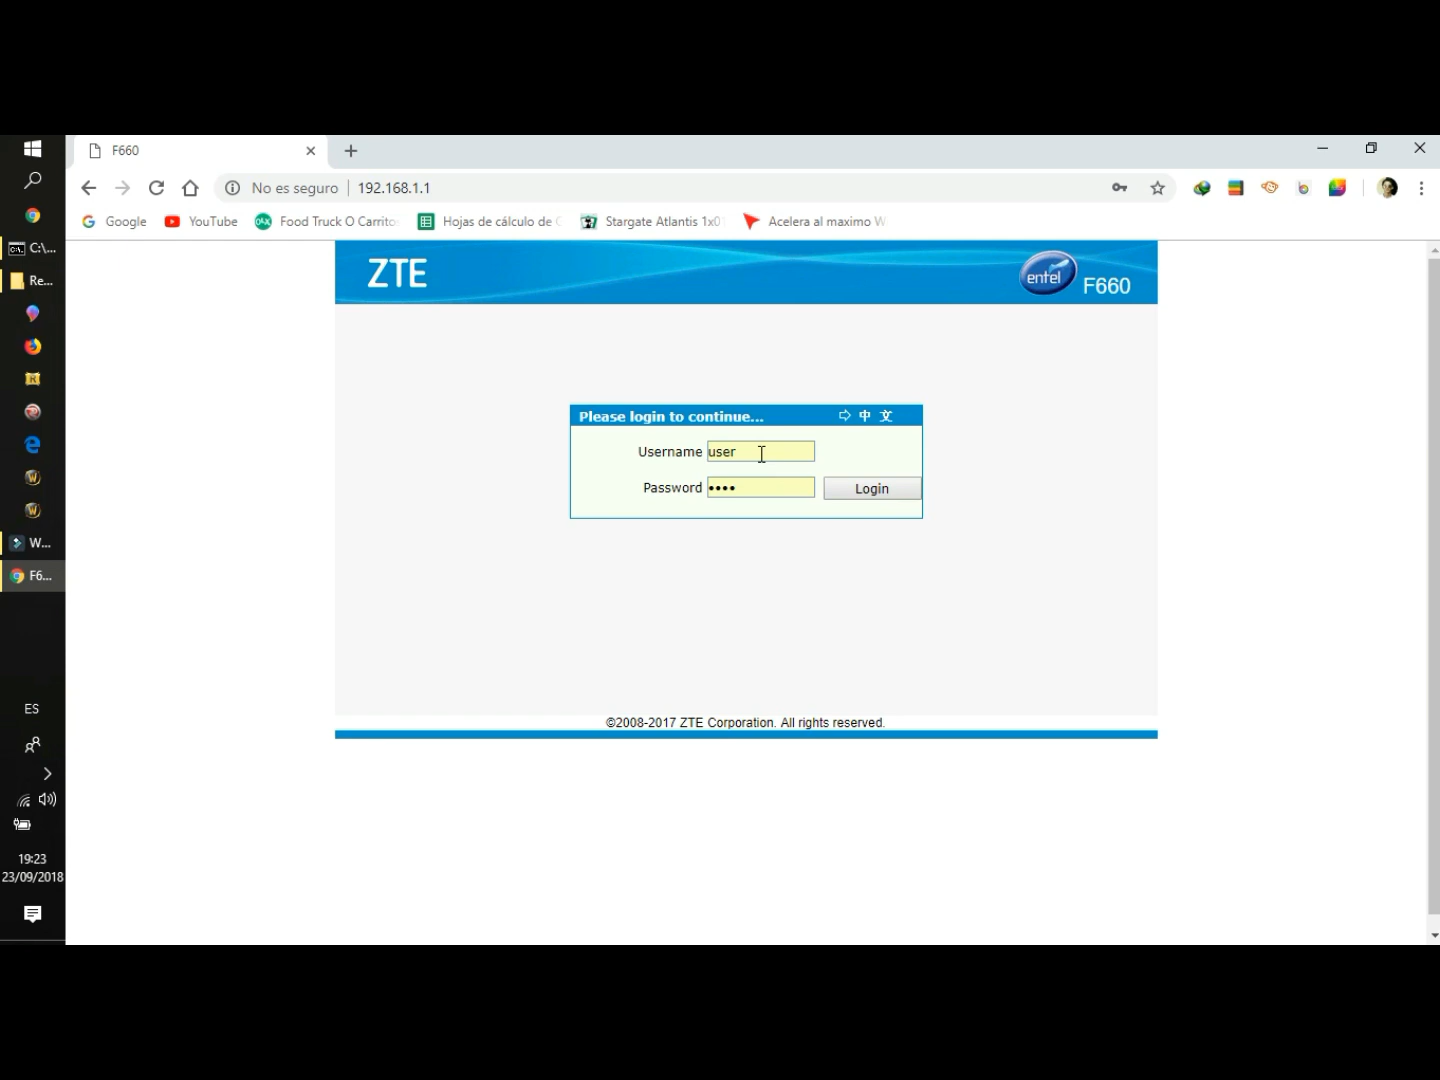 F660
No es seguro | 192.168.1.1
Google YouTube Food Truck O Carrito Hojas de cálculo de Stargate Atlantis 1x0 Acelera al maximo W
C:\...
Re...
W...
F6...
ES
19:23
23/09/2018
ZTE entel F660
Please login to continue... ⇨ 中 文
Username user
Password ••••
Login
©2008-2017 ZTE Corporation. All rights reserved.